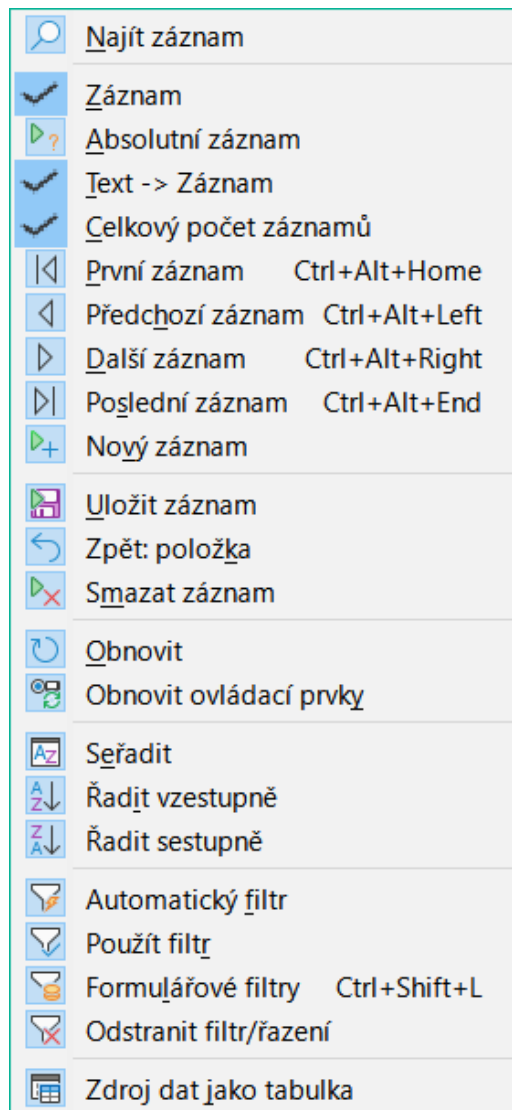 Najít záznam
Záznam
Absolutní záznam
Text -> Záznam
Celkový počet záznamů
První záznam Ctrl+Alt+Home
Předchozí záznam Ctrl+Alt+Left
Další záznam Ctrl+Alt+Right
Poslední záznam Ctrl+Alt+End
Nový záznam
Uložit záznam
Zpět: položka
Smazat záznam
Obnovit
Obnovit ovládací prvky
Seřadit
Řadit vzestupně
Řadit sestupně
Automatický filtr
Použít filtr
Formulářové filtry Ctrl+Shift+L
Odstranit filtr/řazení
Zdroj dat jako tabulka